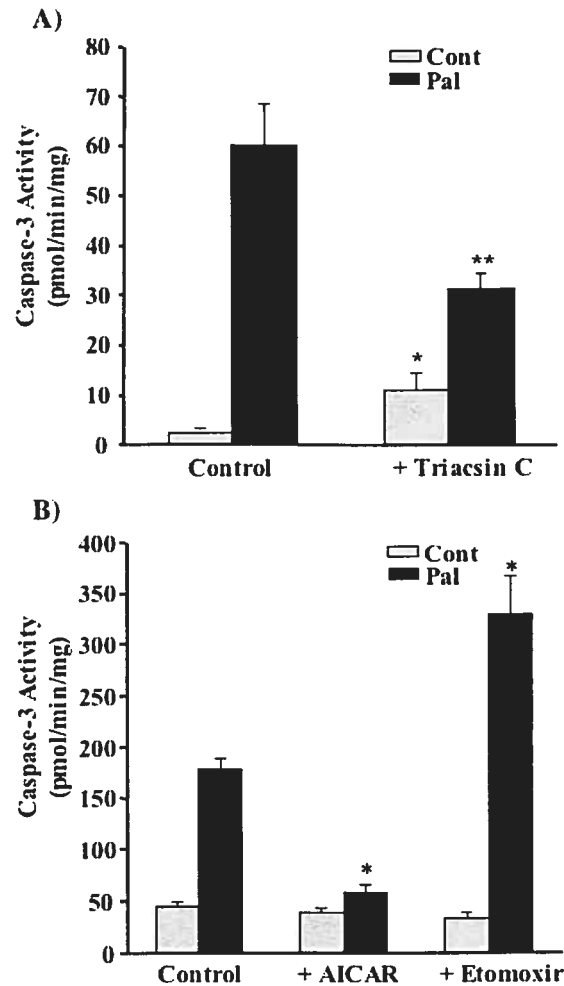 A)
80
70
60
50
40
30
20
10
0
Caspase-3 Activity
(pmol/min/mg)
Cont
Pal
*
**
Control
+ Triacsin C
B)
400
350
300
250
200
150
100
50
0
Caspase-3 Activity
(pmol/min/mg)
Cont
Pal
*
*
Control
+ AICAR
+ Etomoxir